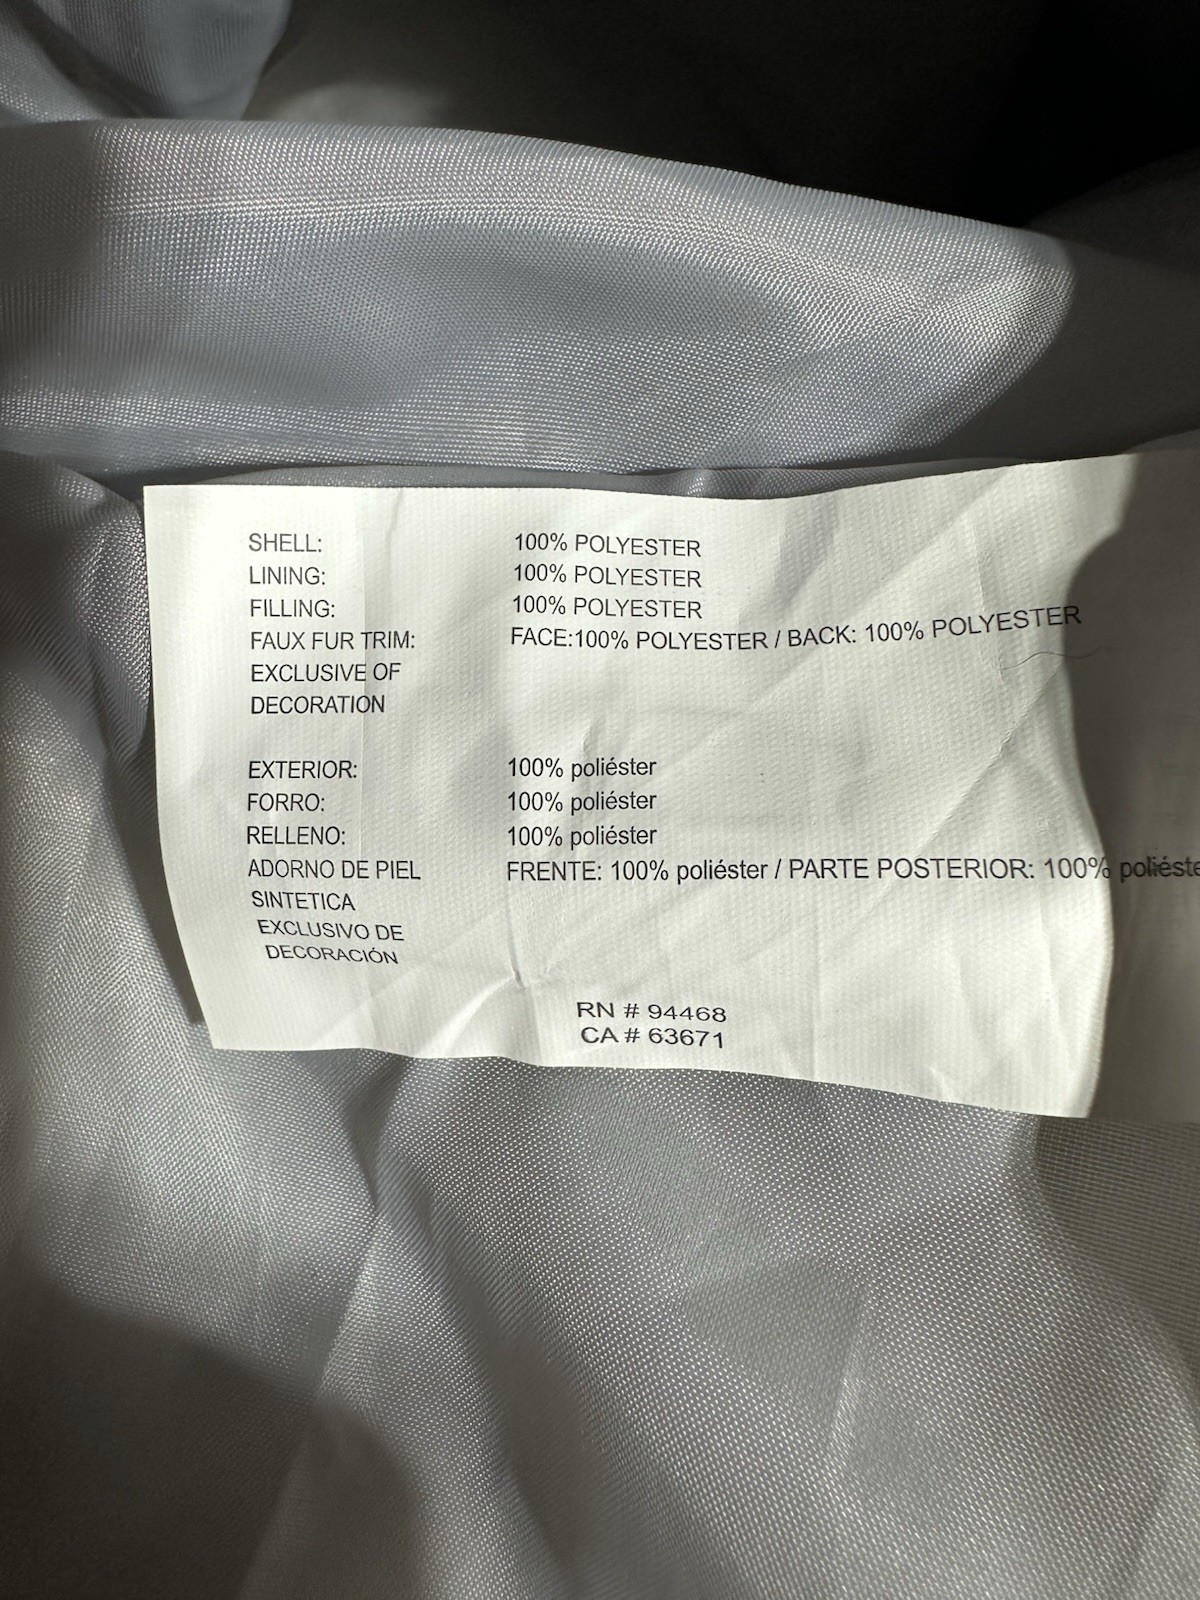 SHELL: 100% POLYESTER
LINING: 100% POLYESTER
FILLING: 100% POLYESTER
FAUX FUR TRIM: FACE:100% POLYESTER / BACK: 100% POLYESTER
EXCLUSIVE OF
DECORATION
EXTERIOR: 100% poliéster
FORRO: 100% poliéster
RELLENO: 100% poliéster
ADORNO DE PIEL FRENTE: 100% poliéster / PARTE POSTERIOR: 100% poliéste
SINTETICA
EXCLUSIVO DE
DECORACIÓN
RN # 94468
CA # 63671